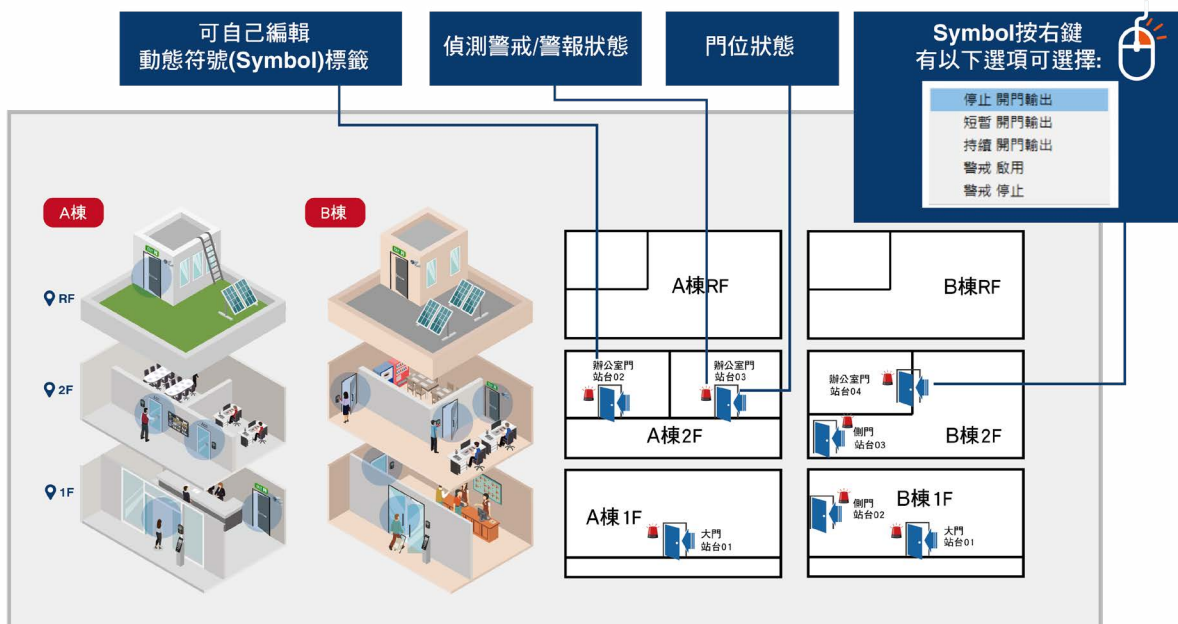 可自己編輯
動態符號(Symbol)標籤
偵測警戒/警報狀態
門位狀態
Symbol按右鍵
有以下選項可選擇:
停止 開門輸出
短暫 開門輸出
持續 開門輸出
警戒 啟用
警戒 停止
A棟
B棟
RF
2F
1F
A棟RF
B棟RF
辦公室門
站台02
辦公室門
站台03
A棟2F
辦公室門
站台04
側門
站台03
B棟2F
A棟1F
大門
站台01
側門
站台02
B棟1F
大門
站台01